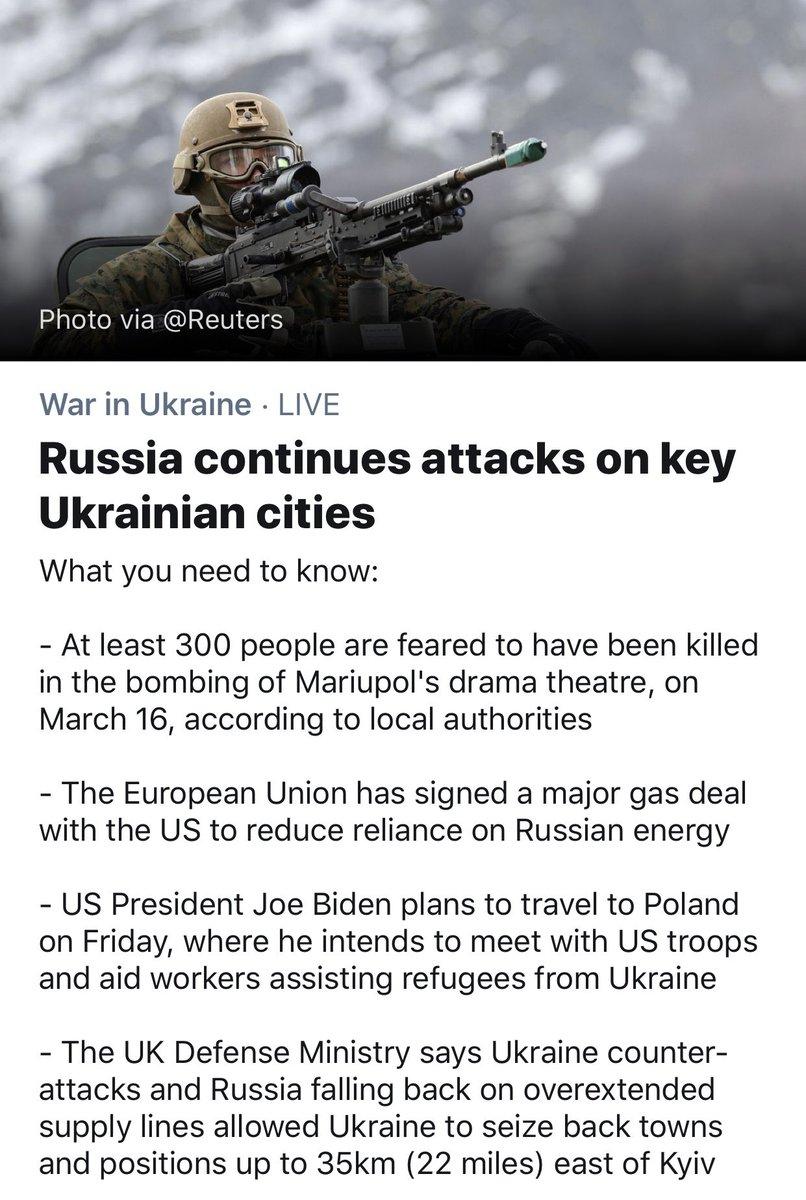 Photo via @Reuters
War in Ukraine · LIVE
Russia continues attacks on key
Ukrainian cities
What you need to know:
- At least 300 people are feared to have been killed
in the bombing of Mariupol's drama theatre, on
March 16, according to local authorities
- The European Union has signed a major gas deal
with the US to reduce reliance on Russian energy
- US President Joe Biden plans to travel to Poland
on Friday, where he intends to meet with US troops
and aid workers assisting refugees from Ukraine
- The UK Defense Ministry says Ukraine counter-
attacks and Russia falling back on overextended
supply lines allowed Ukraine to seize back towns
and positions up to 35km (22 miles) east of Kyiv